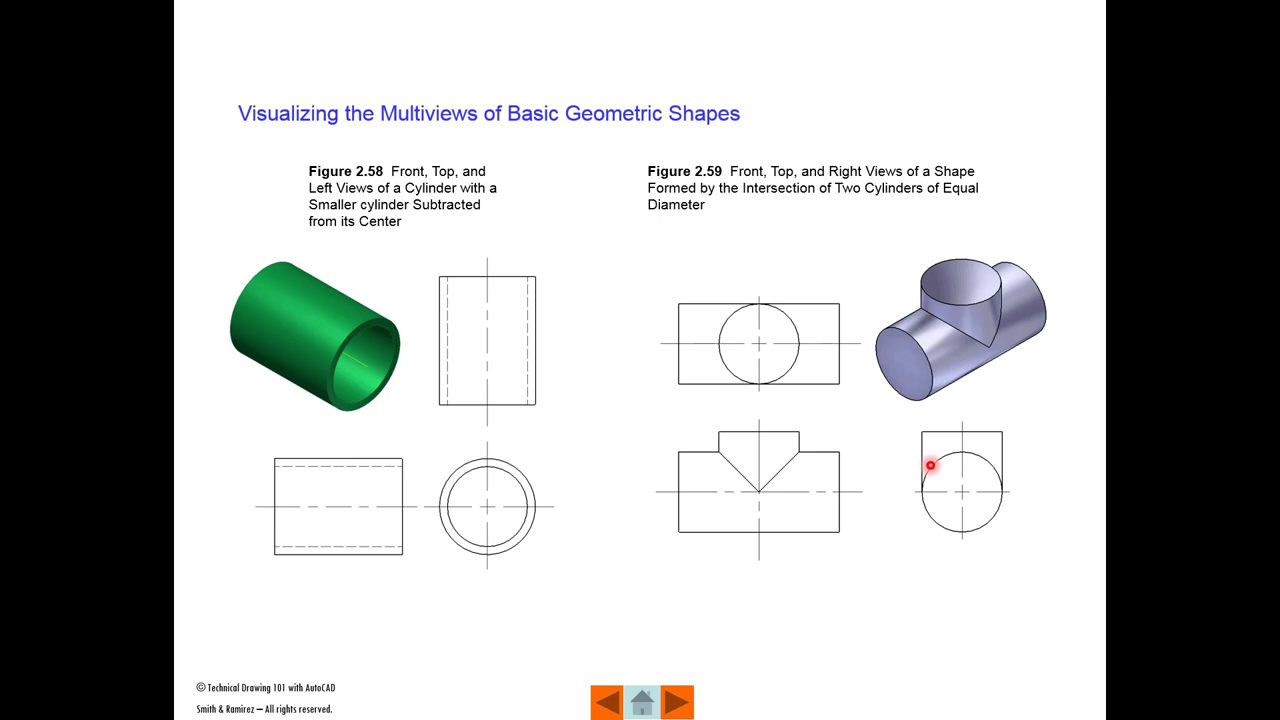 Visualizing the Multiviews of Basic Geometric Shapes
Figure 2.58 Front, Top, and
Left Views of a Cylinder with a
Smaller cylinder Subtracted
from its Center
Figure 2.59 Front, Top, and Right Views of a Shape
Formed by the Intersection of Two Cylinders of Equal
Diameter
© Technical Drawing 101 with AutoCAD
Smith & Ramirez – All rights reserved.